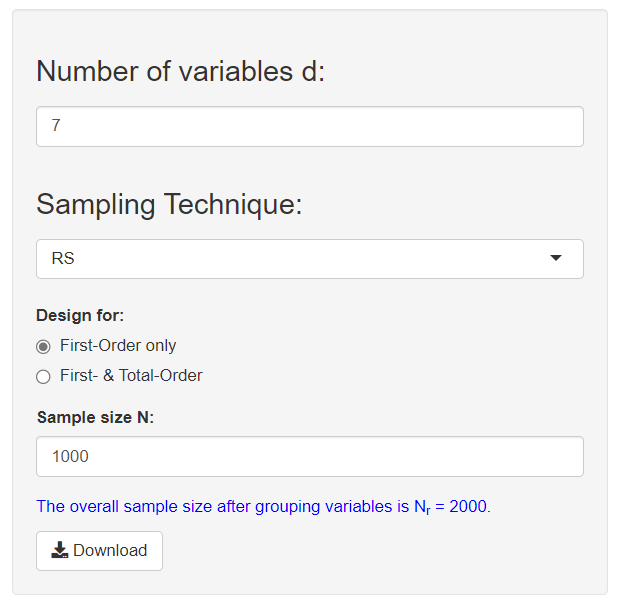 Number of variables d:
7
Sampling Technique:
RS
Design for:
First-Order only
First- & Total-Order
Sample size N:
1000
The overall sample size after grouping variables is Nᵣ = 2000.
Download